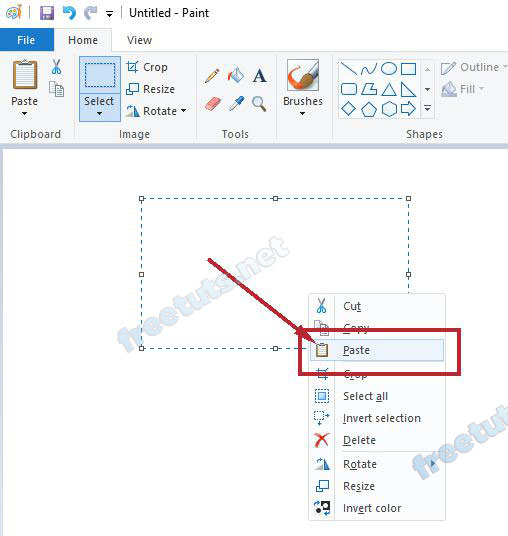 Untitled - Paint
File Home View
Paste
Select
Crop
Resize
Rotate
Brushes
Outline
Fill
Clipboard Image Tools Shapes
A
freetuts.net
Cut
Copy
Paste
Crop
Select all
Invert selection
Delete
Rotate
Resize
Invert color
freetuts